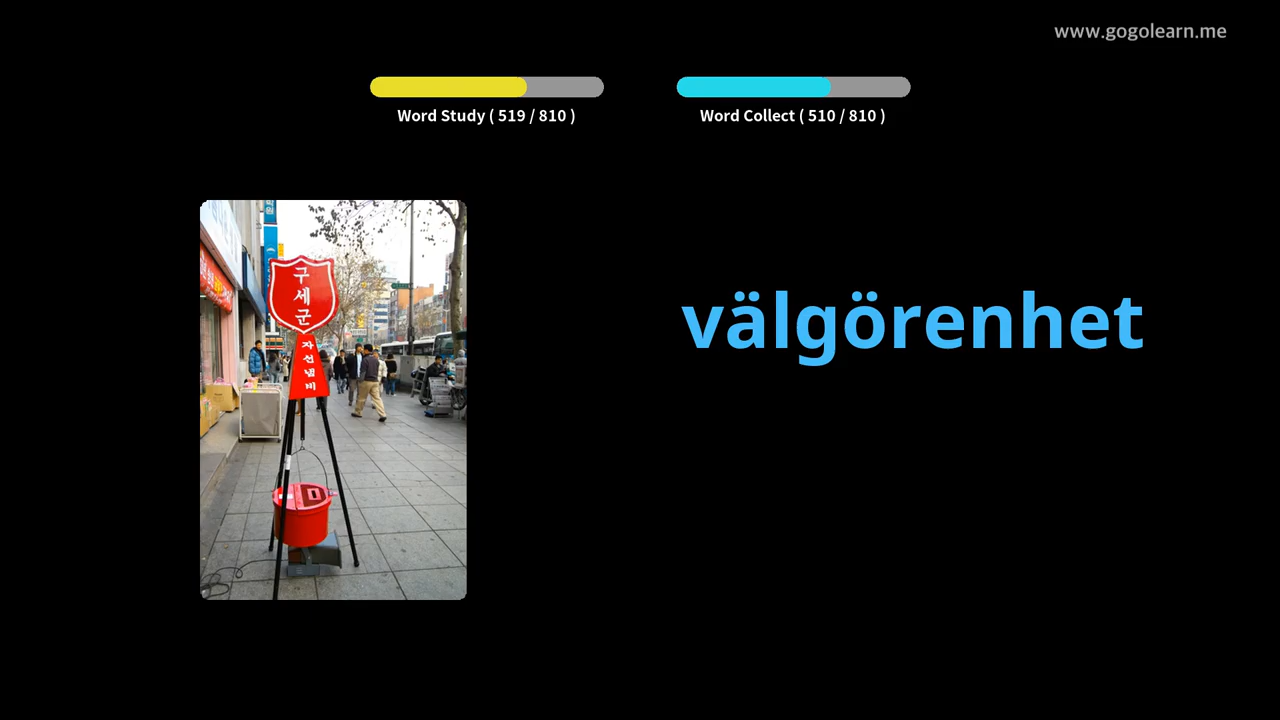 www.gogolearn.me
Word Study ( 519 / 810 )
Word Collect ( 510 / 810 )
구세군
자선냄비
välgörenhet